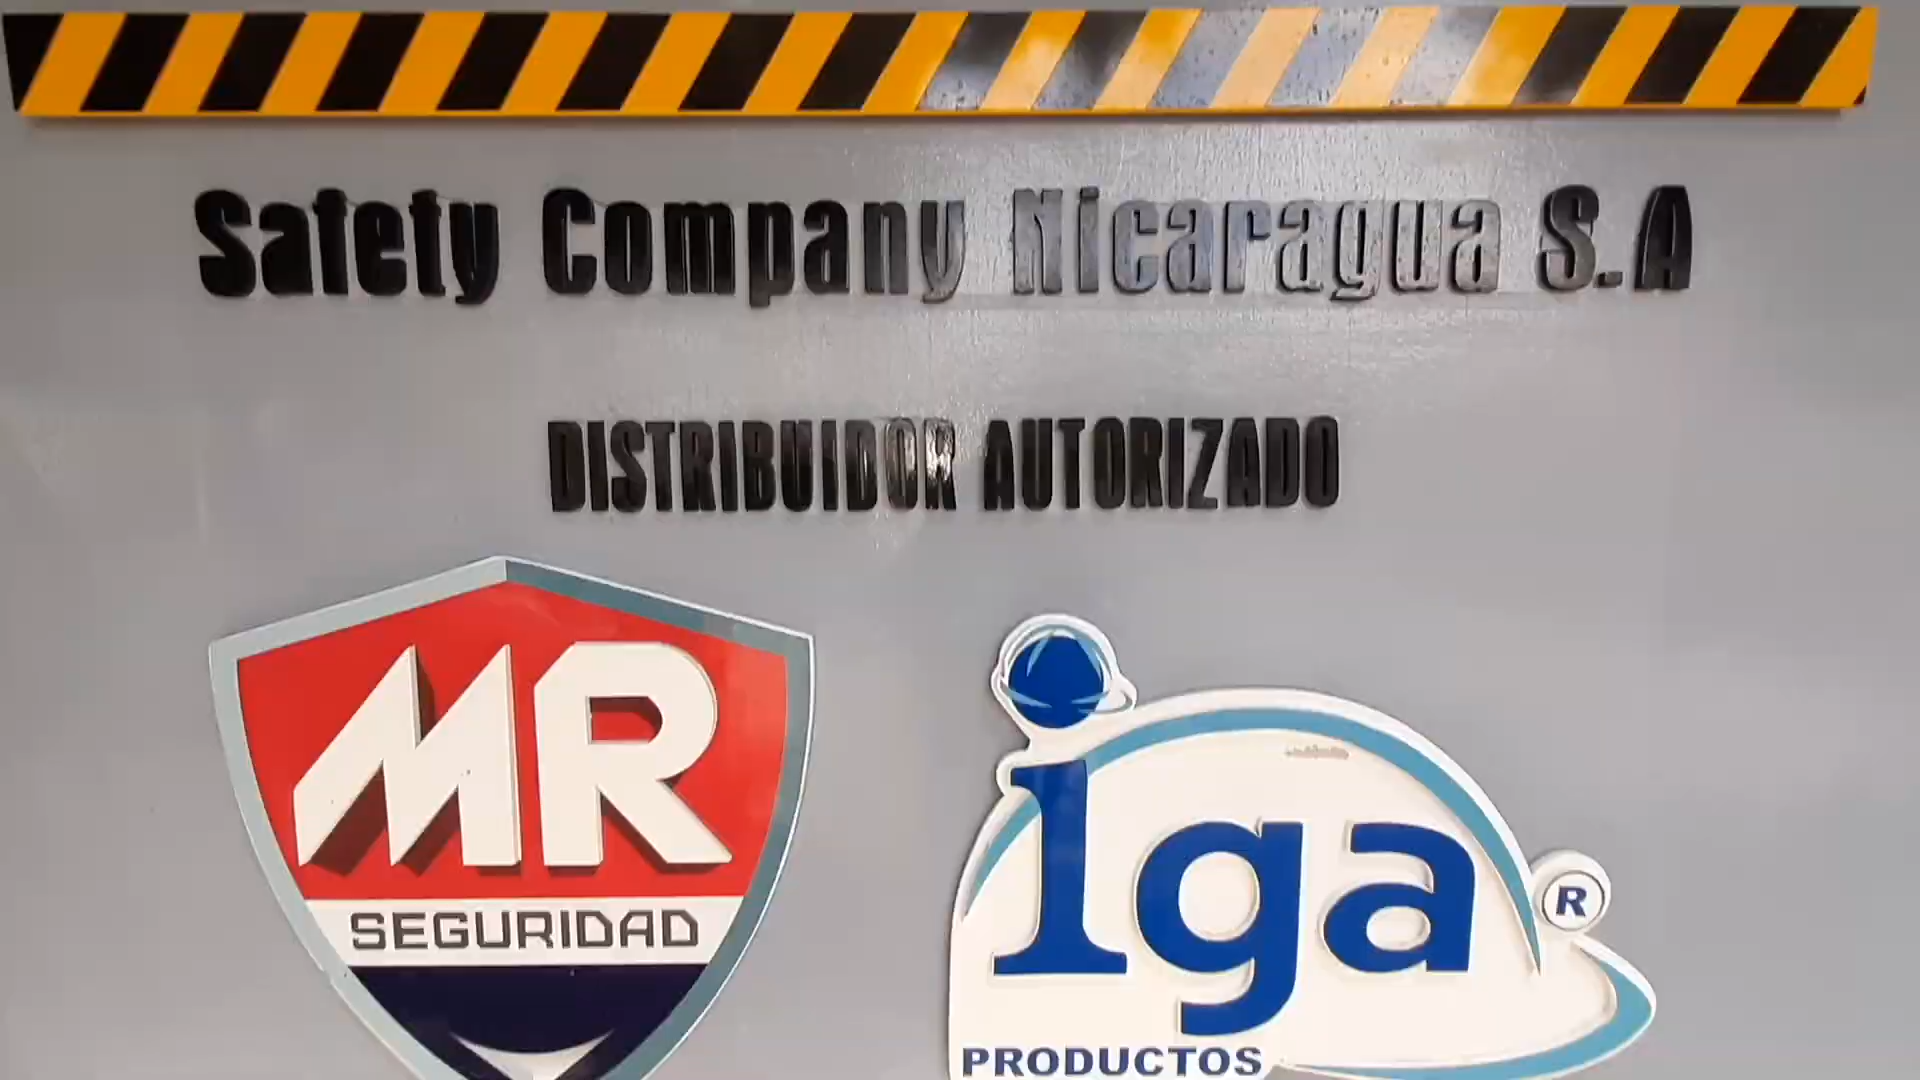 Safety Company Nicaragua S.A
DISTRIBUIDOR AUTORIZADO
MR
SEGURIDAD
iga
R
PRODUCTOS